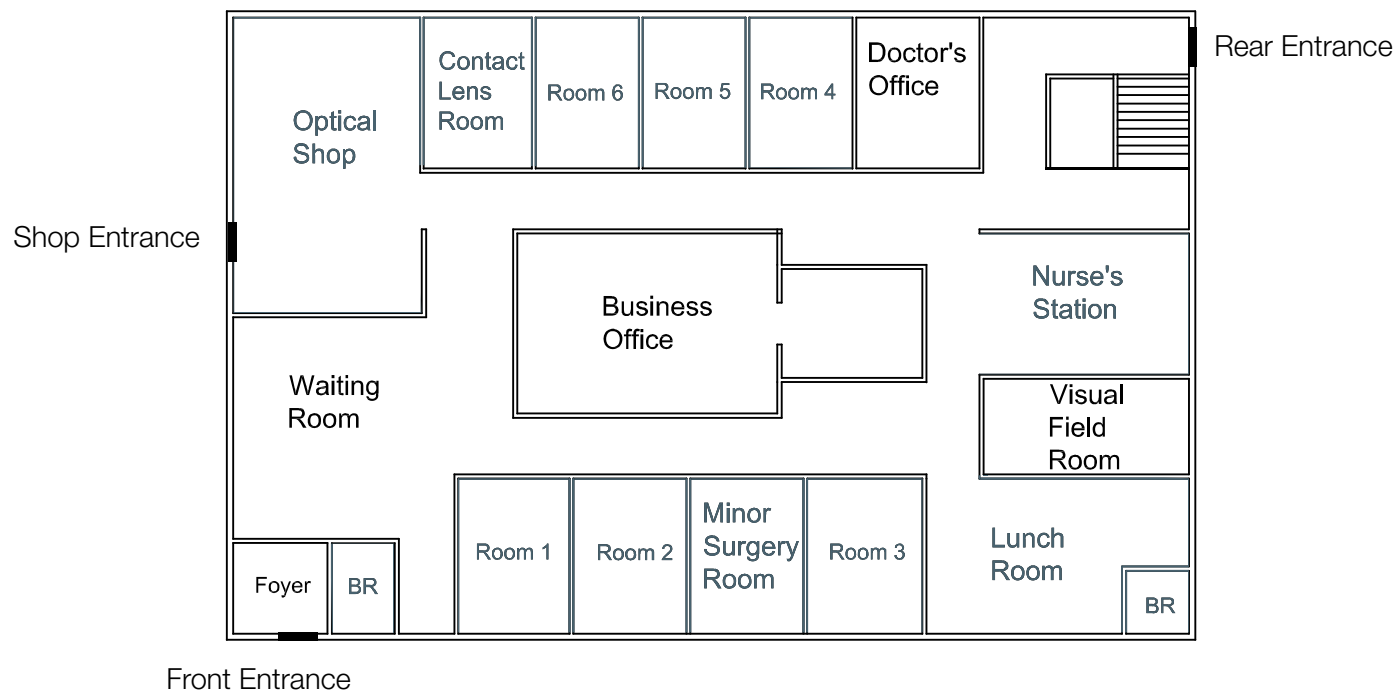 Rear Entrance
Doctor's
Office
Contact
Lens
Room
Room 6
Room 5
Room 4
Optical
Shop
Shop Entrance
Nurse's
Station
Business
Office
Waiting
Room
Visual
Field
Room
Minor
Surgery
Room
Room 1
Room 2
Room 3
Lunch
Room
Foyer
BR
BR
Front Entrance